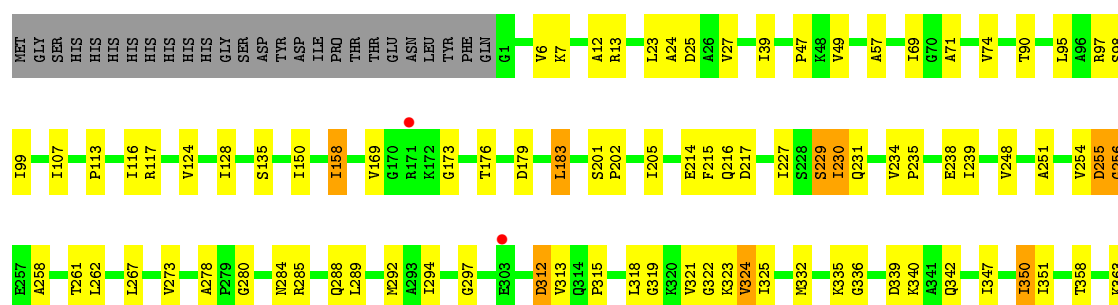 MET GLY SER HIS HIS HIS HIS HIS HIS HIS HIS HIS HIS GLY SER ASP TYR ASP ILE PRO THR THR GLU ASN LEU TYR PHE GLN G1 V6 K7 A12 R13 L23 A24 D25 A26 V27 I39 P47 K48 V49 A57 I69 G70 A71 V74 T90 L95 A96 R97 S98
I99 I107 P113 I116 R117 V124 I128 S135 I150 I158 V169 G170 R171 K172 G173 T176 D179 L183 S201 P202 I205 E214 F215 Q216 D217 I227 S228 S229 I230 Q231 V234 P235 E238 I239 V248 A251 V254 D255 G256
E257 A258 T261 L262 L267 V273 A278 P279 G280 N284 R285 Q288 L289 M292 A293 I294 G297 E303 D312 V313 Q314 P315 L318 G319 K320 V321 G322 K323 V324 I325 M332 K335 G336 D339 K340 A341 Q342 I347 I350 I351 T358